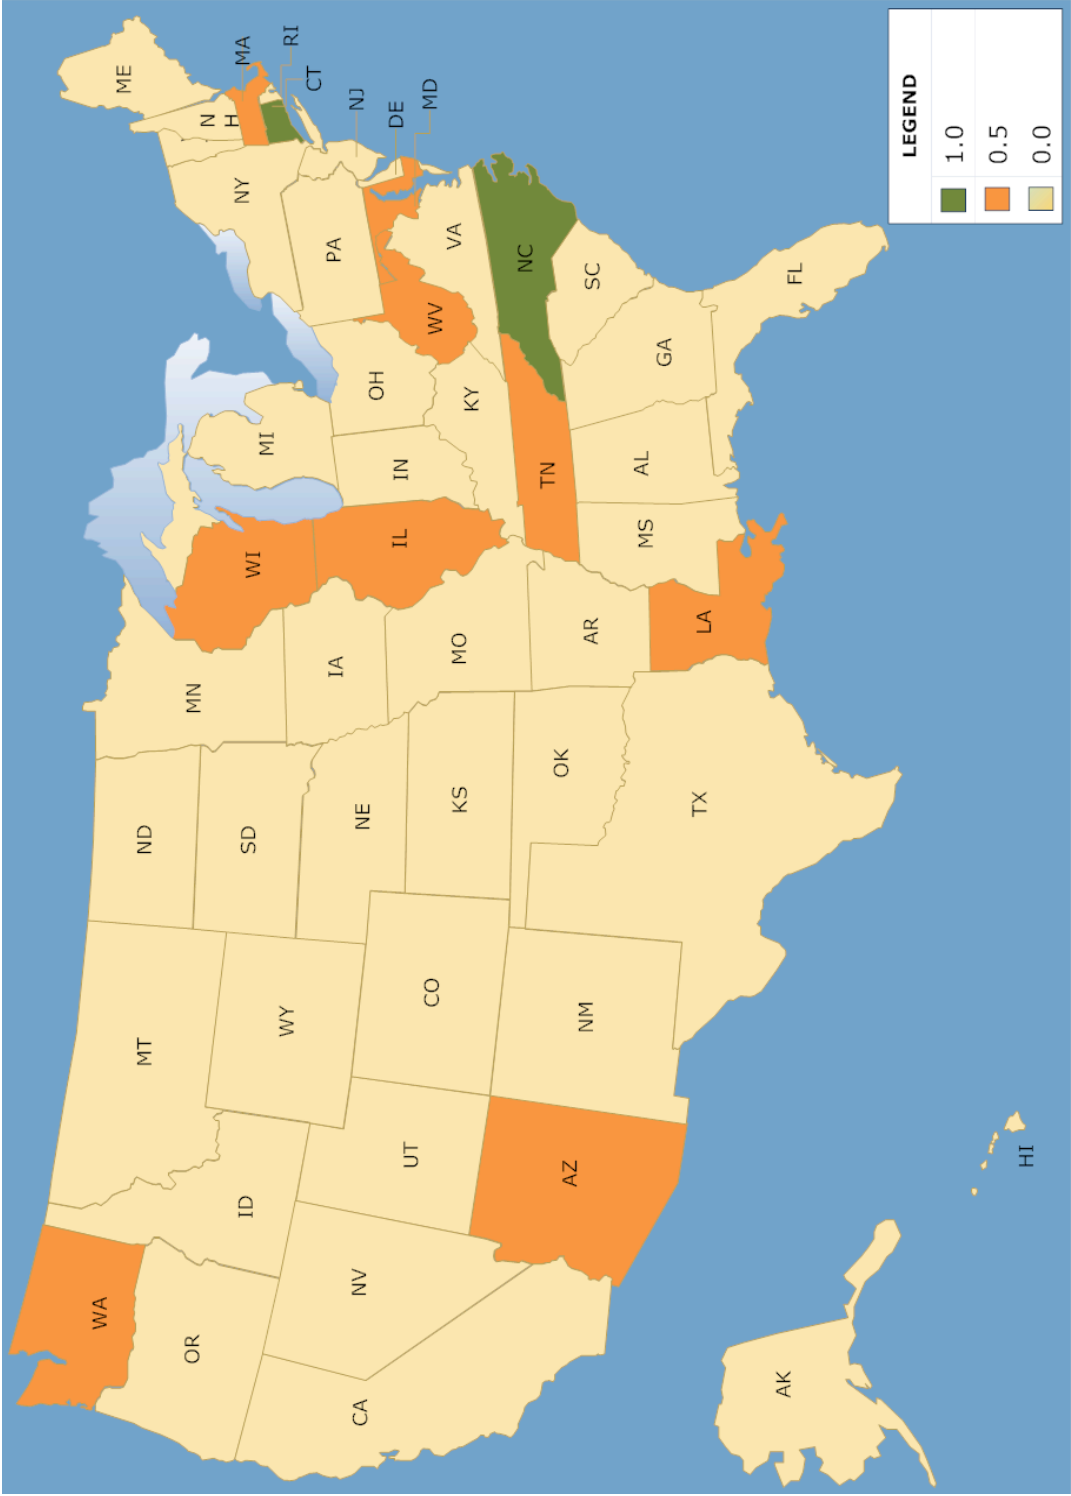 WA
OR
CA
NV
ID
MT
WY
UT
AZ
CO
NM
ND
SD
NE
KS
OK
TX
MN
IA
MO
AR
LA
WI
IL
MI
IN
OH
KY
TN
MS
AL
GA
FL
SC
NC
VA
WV
PA
NY
N
H
ME
MA
RI
CT
NJ
DE
MD
AK
HI
LEGEND
1.0
0.5
0.0